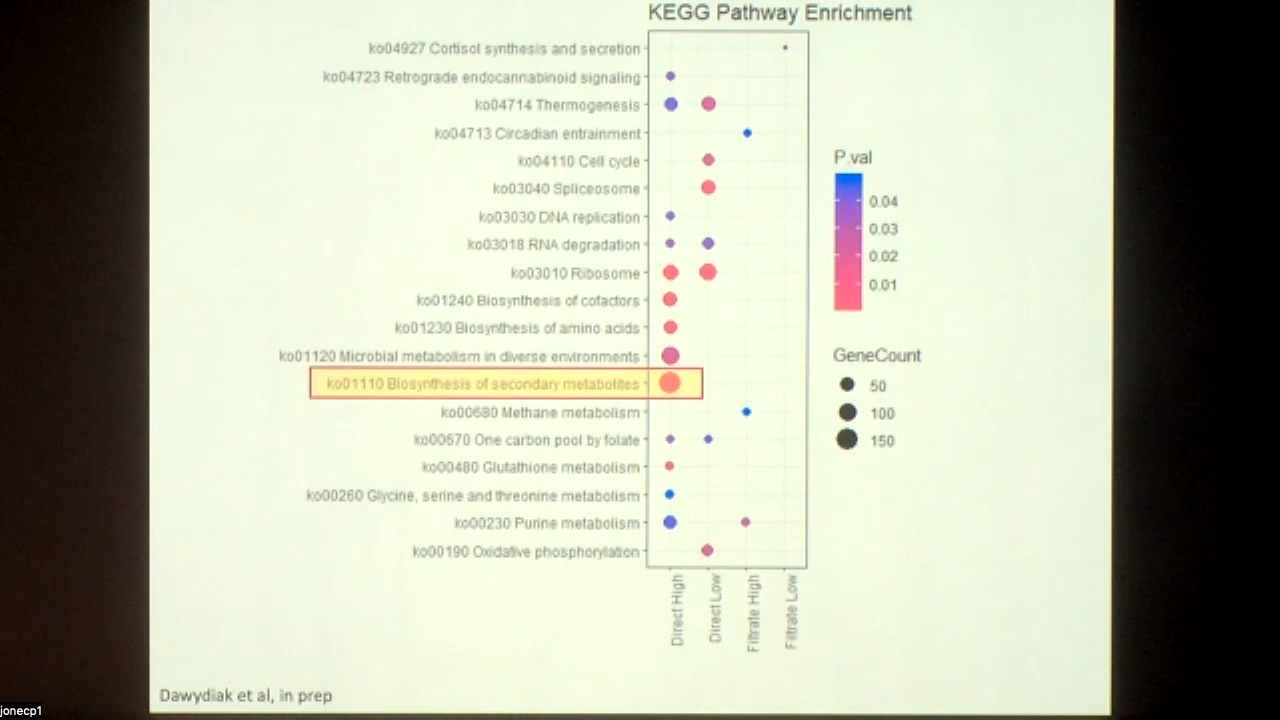 KEGG Pathway Enrichment
ko04927 Cortisol synthesis and secretion
ko04723 Retrograde endocannabinoid signaling
ko04714 Thermogenesis
ko04713 Circadian entrainment
ko04110 Cell cycle
ko03040 Spliceosome
ko03030 DNA replication
ko03018 RNA degradation
ko03010 Ribosome
ko01240 Biosynthesis of cofactors
ko01230 Biosynthesis of amino acids
ko01120 Microbial metabolism in diverse environments
ko01110 Biosynthesis of secondary metabolites
ko00680 Methane metabolism
ko00670 One carbon pool by folate
ko00480 Glutathione metabolism
ko00260 Glycine, serine and threonine metabolism
ko00230 Purine metabolism
ko00190 Oxidative phosphorylation
Direct High
Direct Low
Filtrate High
Filtrate Low
P.val
0.04
0.03
0.02
0.01
GeneCount
50
100
150
Dawydiak et al, in prep
jonecp1